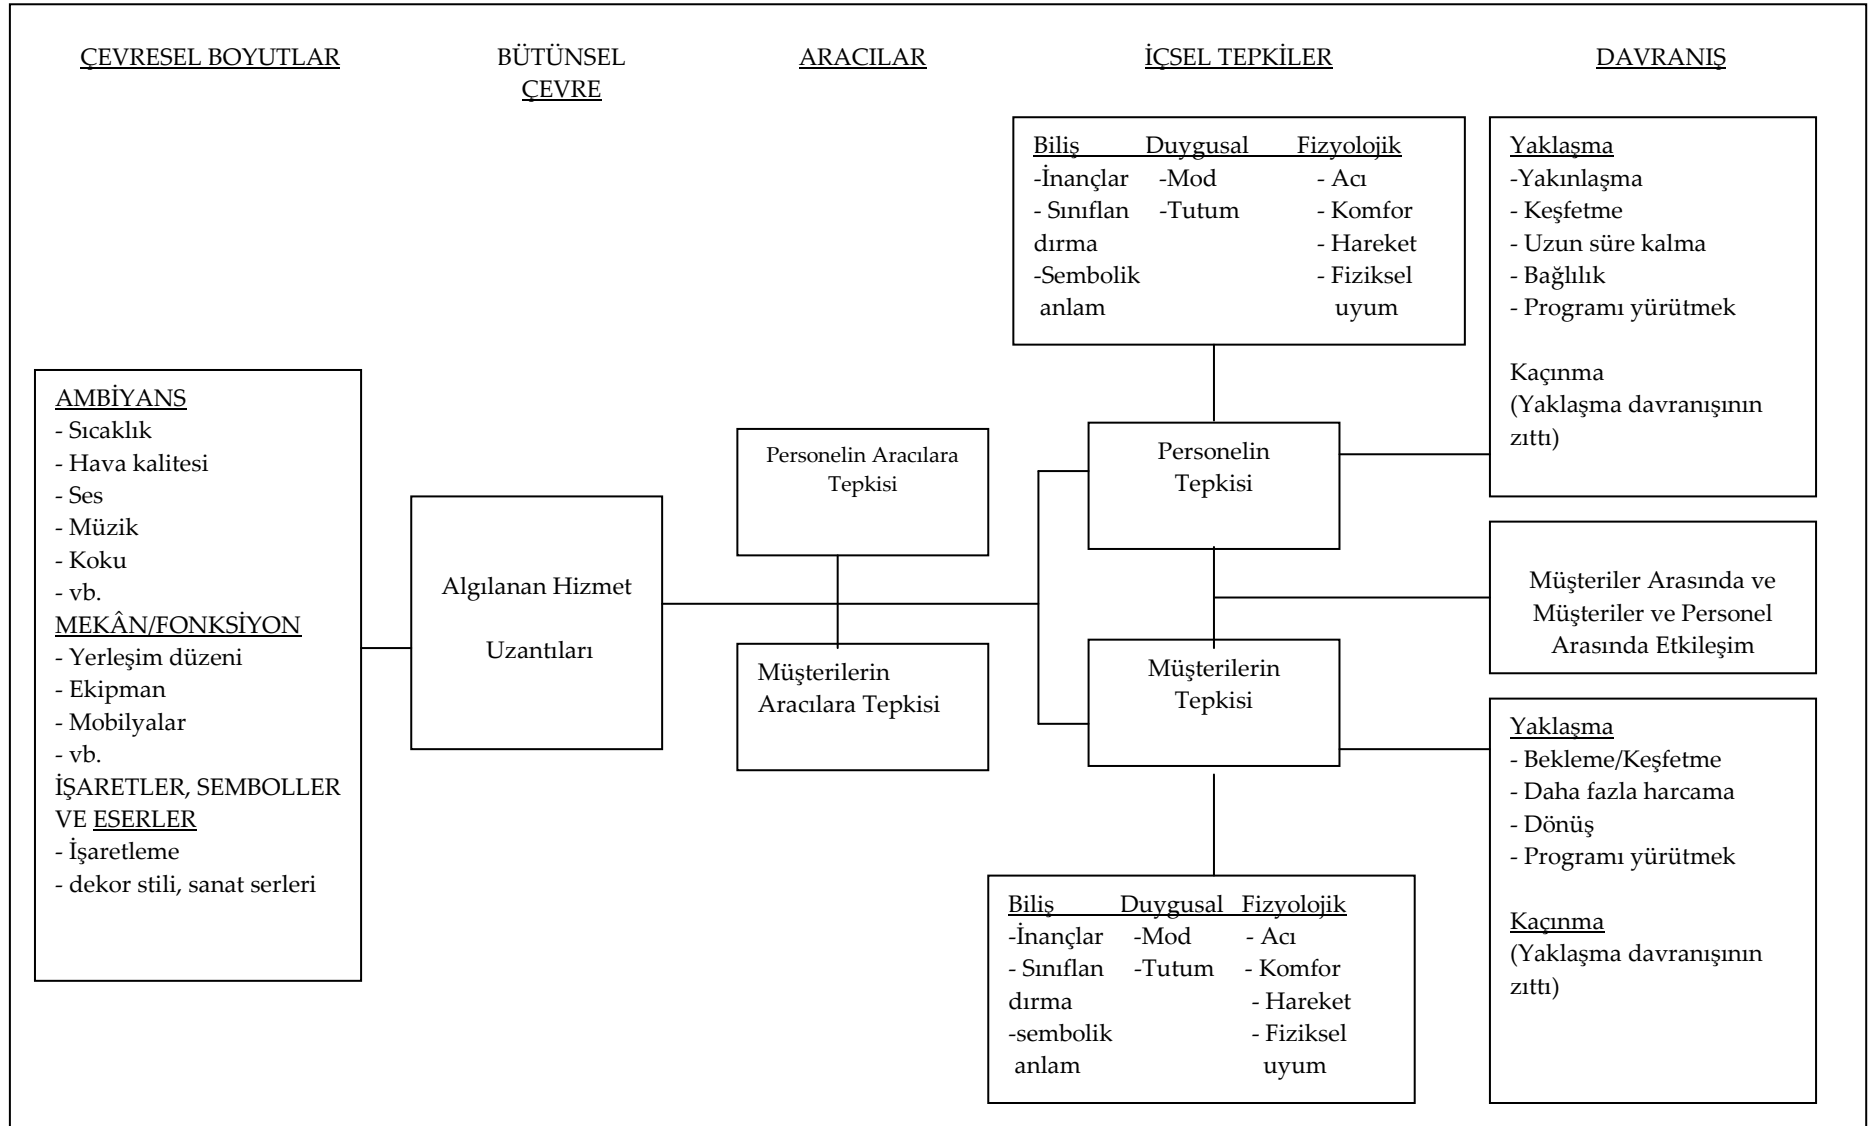 ÇEVRESEL BOYUTLAR
BÜTÜNSEL
ÇEVRE
ARACILAR
İÇSEL TEPKİLER
DAVRANIŞ
AMBİYANS
- Sıcaklık
- Hava kalitesi
- Ses
- Müzik
- Koku
- vb.
MEKÂN/FONKSİYON
- Yerleşim düzeni
- Ekipman
- Mobilyalar
- vb.
İŞARETLER, SEMBOLLER
VE ESERLER
- İşaretleme
- dekor stili, sanat serleri
Algılanan Hizmet
Uzantıları
Personelin Aracılara
Tepkisi
Müşterilerin
Aracılara Tepkisi
Biliş Duygusal Fizyolojik
-İnançlar -Mod - Acı
- Sınıflan -Tutum - Komfor
dırma - Hareket
-Sembolik - Fiziksel
anlam uyum
Personelin
Tepkisi
Müşterilerin
Tepkisi
Biliş Duygusal Fizyolojik
-İnançlar -Mod - Acı
- Sınıflan -Tutum - Komfor
dırma - Hareket
-sembolik - Fiziksel
anlam uyum
Yaklaşma
-Yakınlaşma
- Keşfetme
- Uzun süre kalma
- Bağlılık
- Programı yürütmek
Kaçınma
(Yaklaşma davranışının
zıttı)
Müşteriler Arasında ve
Müşteriler ve Personel
Arasında Etkileşim
Yaklaşma
- Bekleme/Keşfetme
- Daha fazla harcama
- Dönüş
- Programı yürütmek
Kaçınma
(Yaklaşma davranışının
zıttı)